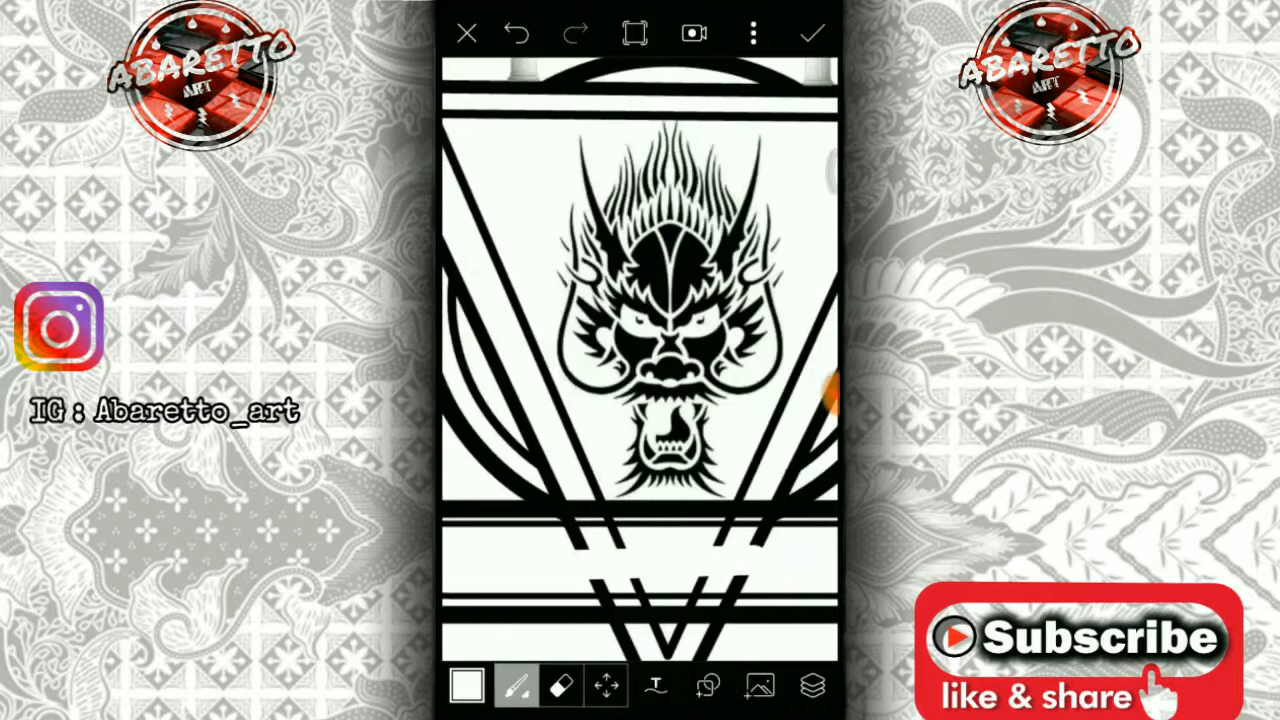 ABARETTO
ART
ABARETTO
ART
IG : Abaretto_art
T
Subscribe
like & share